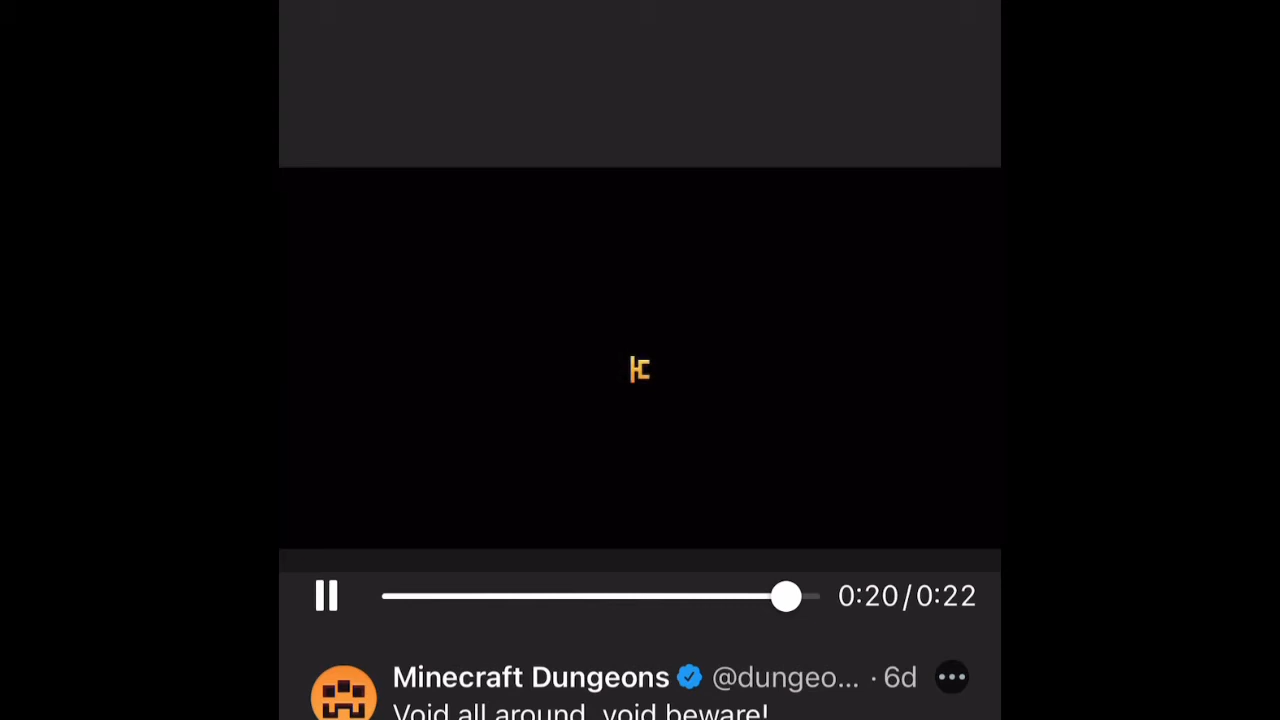 0:20/0:22
Minecraft Dungeons @dungeo... · 6d
Void all around, void beware!